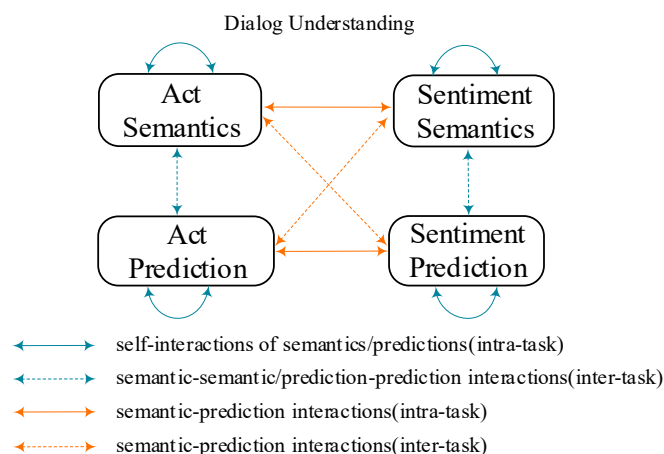 Dialog Understanding
Act
Semantics
Sentiment
Semantics
Act
Prediction
Sentiment
Prediction
self-interactions of semantics/predictions(intra-task)
semantic-semantic/prediction-prediction interactions(inter-task)
semantic-prediction interactions(intra-task)
semantic-prediction interactions(inter-task)